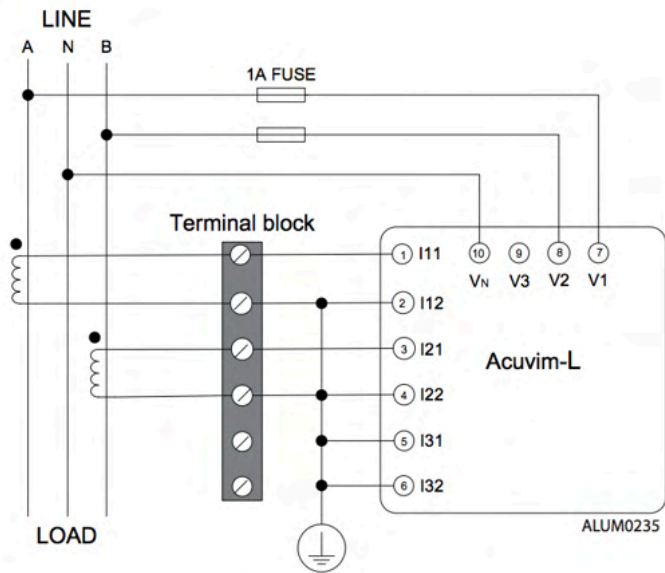 LINE
A N B
1A FUSE
Terminal block
1 I11
2 I12
3 I21
4 I22
5 I31
6 I32
10 9 8 7
VN V3 V2 V1
Acuvim-L
LOAD
ALUM0235